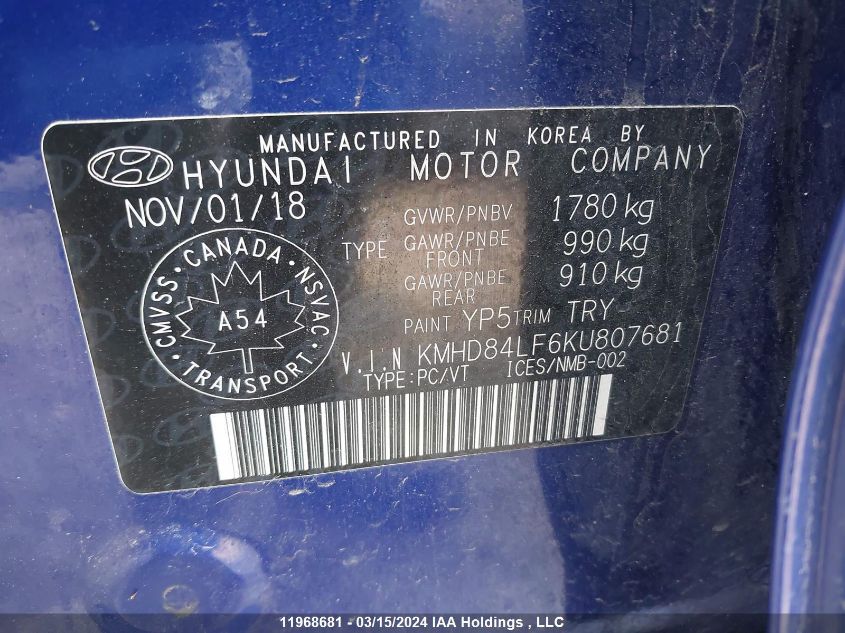 MANUFACTURED IN KOREA BY
HYUNDAI MOTOR COMPANY
NOV/01/18
GVWR/PNBV 1780 kg
TYPE GAWR/PNBE FRONT 990 kg
GAWR/PNBE REAR 910 kg
PAINT YP5 TRIM TRY
V.I.N KMHD84LF6KU807681
TYPE:PC/VT ICES/NMB-002
CMVSS • CANADA • NSVAC
A54
• TRANSPORT •
11968681 - 03/15/2024 IAA Holdings , LLC